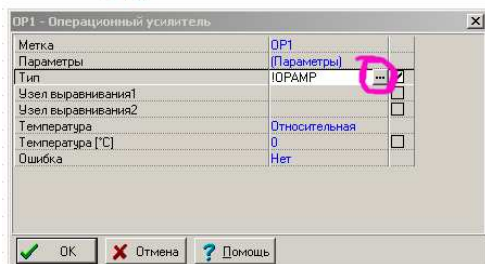 OP1 - Операционный усилитель
Метка OP1
Параметры (Параметры)
Тип !OPAMP ...
Узел выравнивания1
Узел выравнивания2
Температура Относительная
Температура [°C] 0
Ошибка Нет
OK Отмена ? Помощь